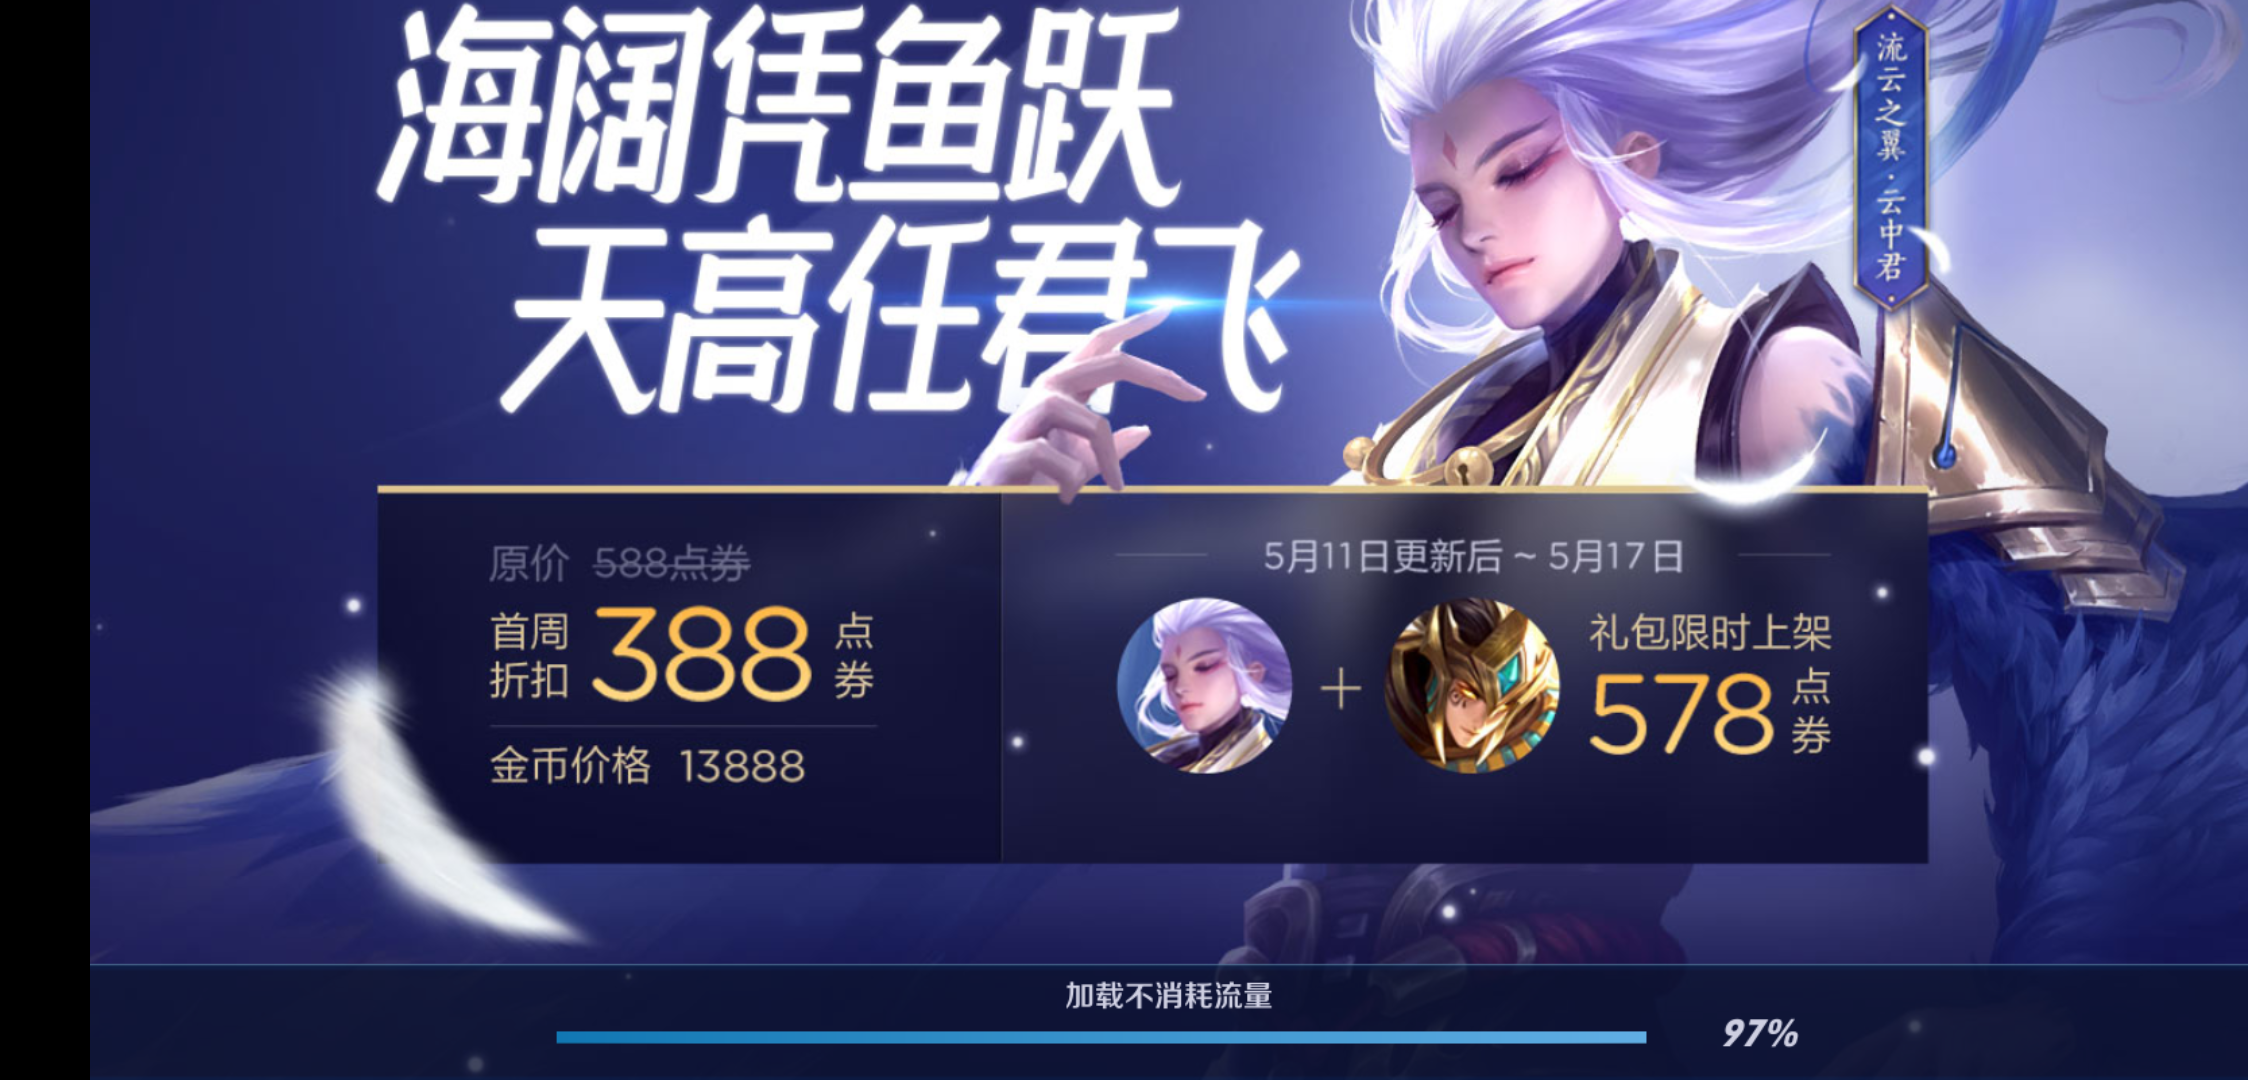 海阔凭鱼跃
天高任君飞
流云之翼·云中君
原价 588点券
首周折扣 388 点券
金币价格 13888
5月11日更新后 ~ 5月17日
+
礼包限时上架
578 点券
加载不消耗流量
97%